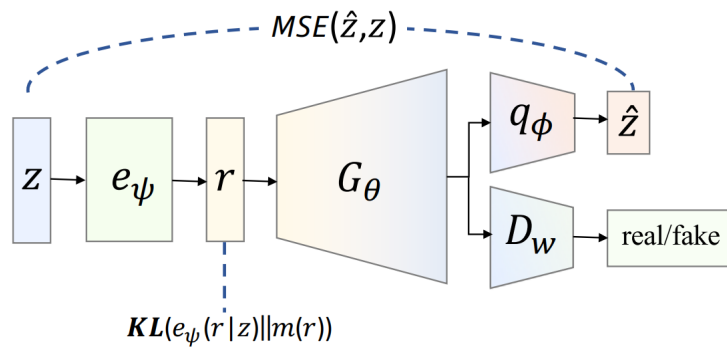 MSE(ẑ,z)
z
e_ψ
r
G_θ
q_ϕ
ẑ
D_w
real/fake
KL(e_ψ(r|z)||m(r))